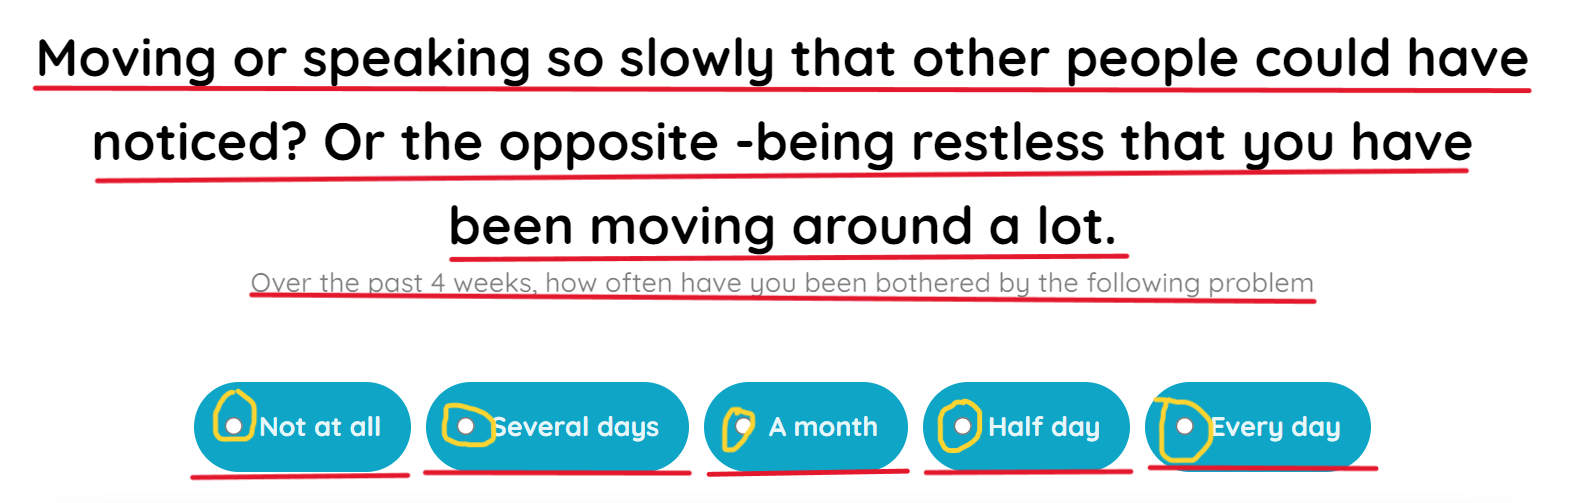 Moving or speaking so slowly that other people could have
noticed? Or the opposite -being restless that you have
been moving around a lot.
Over the past 4 weeks, how often have you been bothered by the following problem
Not at all
Several days
A month
Half day
Every day